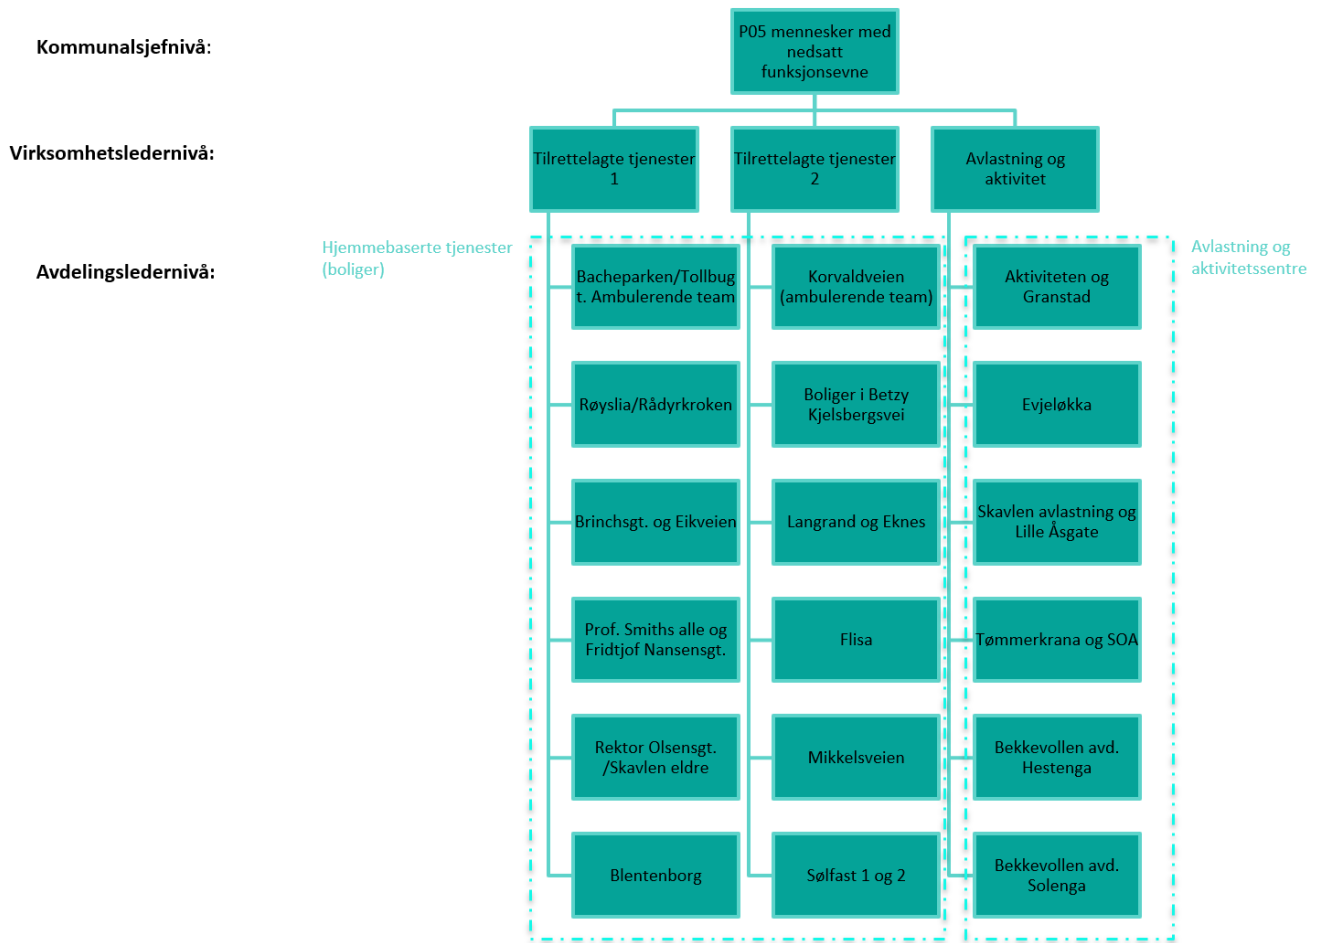 Kommunalsjefnivå:
P05 mennesker med
nedsatt
funksjonsevne
Virksomhetsledernivå:
Tilrettelagte tjenester
1
Tilrettelagte tjenester
2
Avlastning og
aktivitet
Avdelingsledernivå:
Hjemmebaserte tjenester
(boliger)
Avlastning og
aktivitetssentre
Bacheparken/Tollbug
t. Ambulerende team
Korvaldveien
(ambulerende team)
Aktiviteten og
Granstad
Røyslia/Rådyrkroken
Boliger i Betzy
Kjelsbergsvei
Evjeløkka
Brinchsgt. og Eikveien
Langrand og Eknes
Skavlen avlastning og
Lille Åsgate
Prof. Smiths alle og
Fridtjof Nansensgt.
Flisa
Tømmerkrana og SOA
Rektor Olsensgt.
/Skavlen eldre
Mikkelsveien
Bekkevollen avd.
Hestenga
Blentenborg
Sølfast 1 og 2
Bekkevollen avd.
Solenga